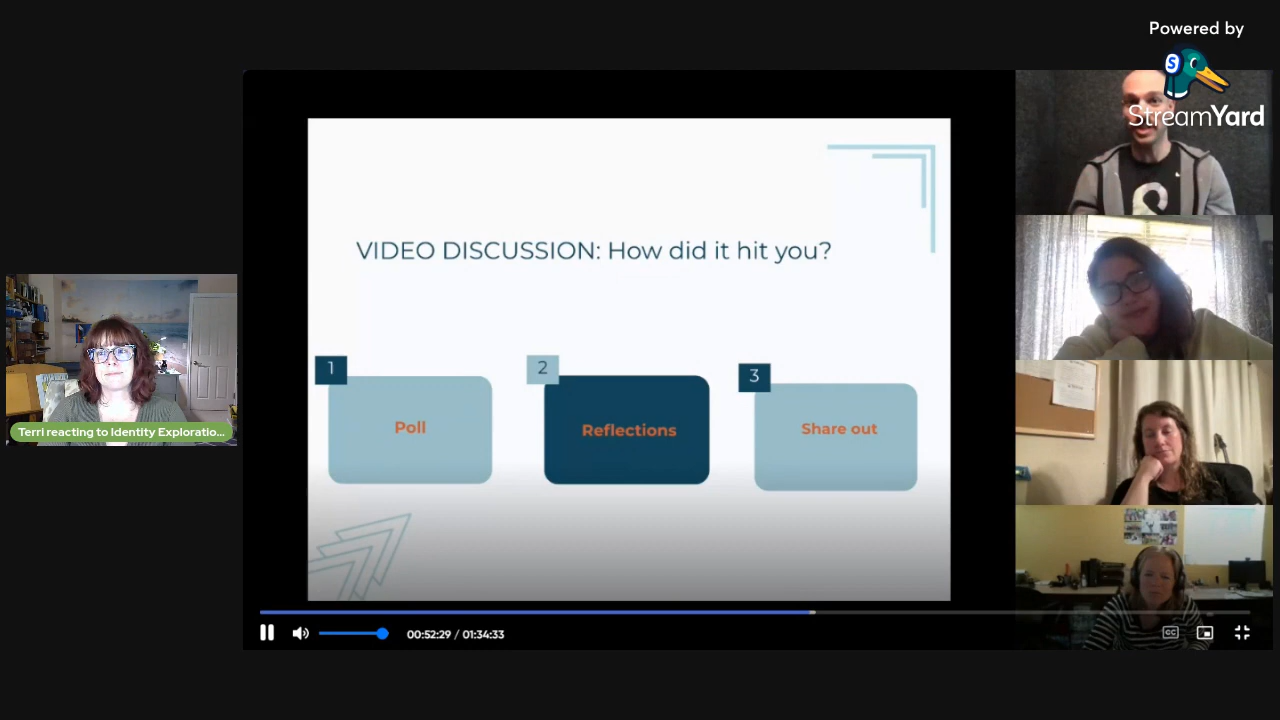 Powered by
S
StreamYard
VIDEO DISCUSSION: How did it hit you?
1
2
3
Poll
Reflections
Share out
Terri reacting to Identity Exploratio...
00:52:29 / 01:34:33
CC